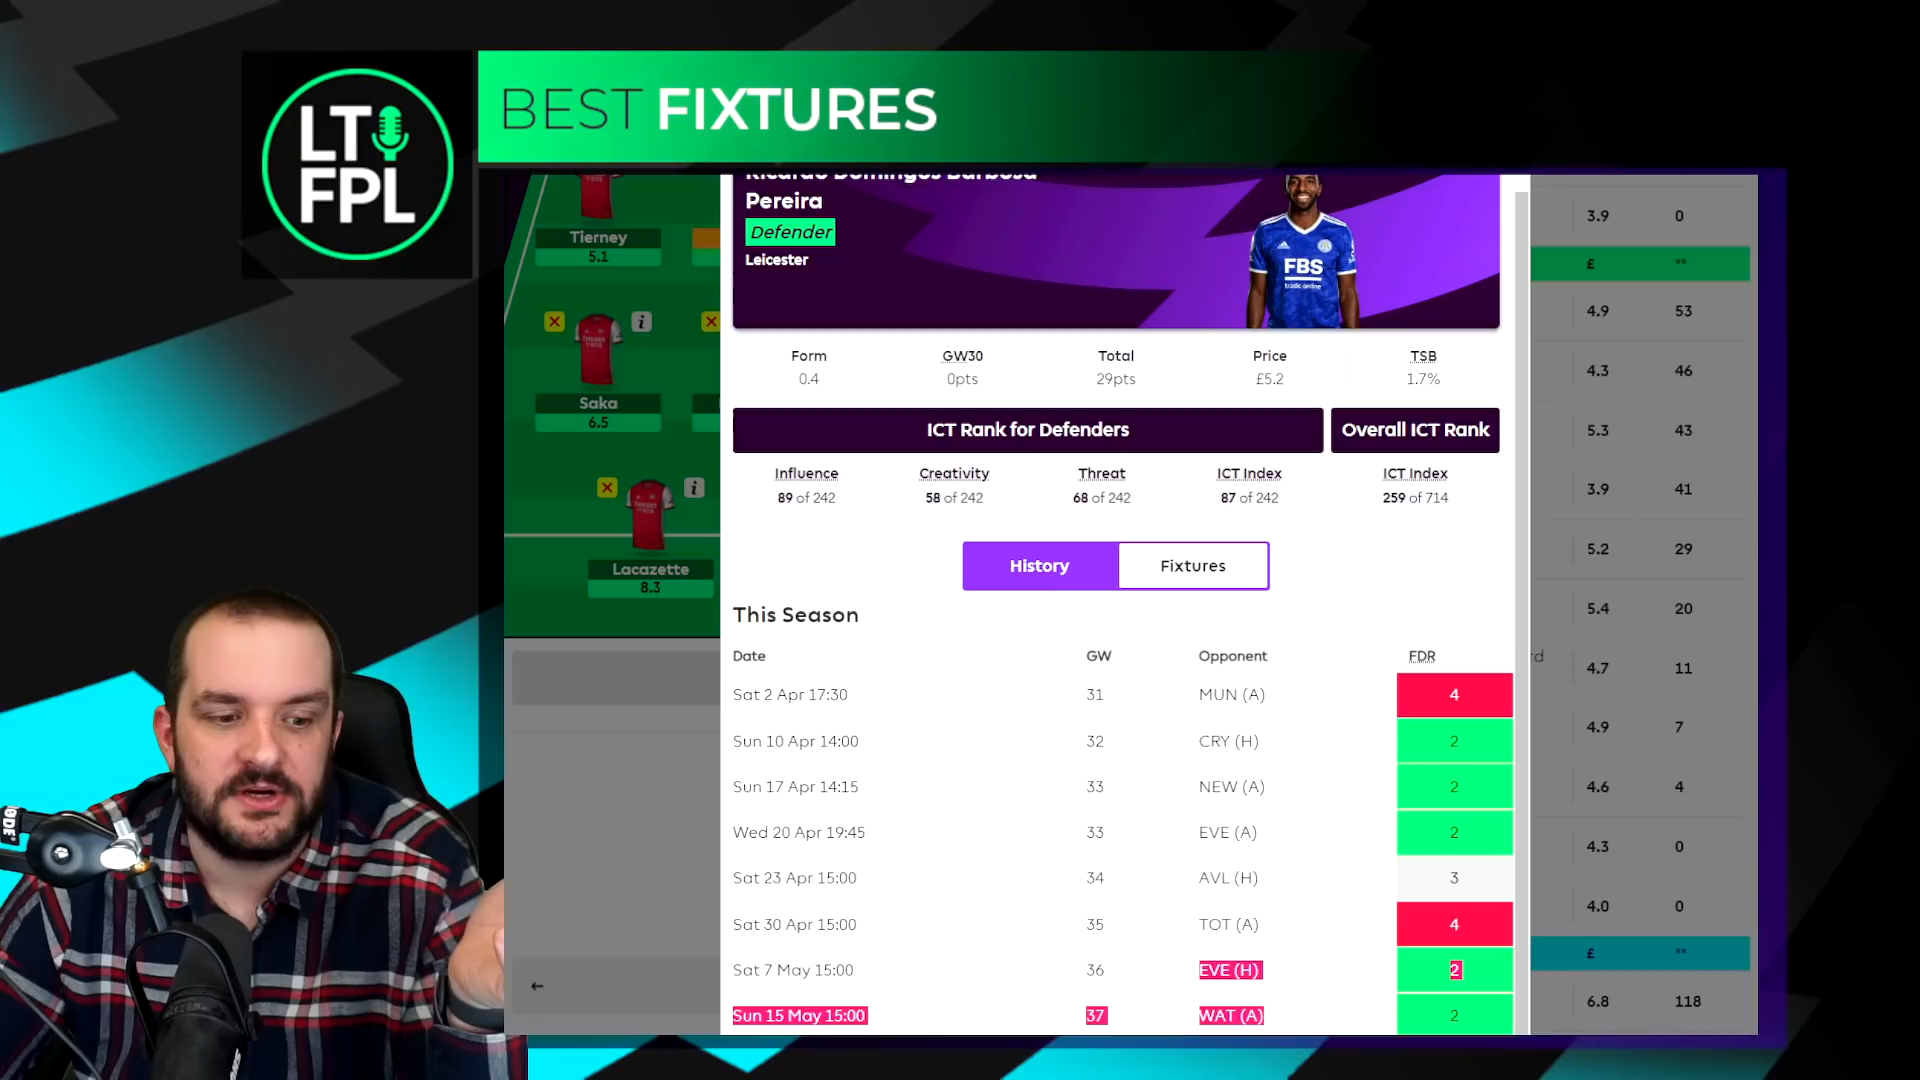 LT
FPL
BEST FIXTURES
Ricardo Domingos Barbosa
Pereira
Defender
Leicester
FBS
trade online
Tierney
5.1
Saka
6.5
Lacazette
8.3
Form GW30 Total Price TSB
0.4 0pts 29pts £5.2 1.7%
ICT Rank for Defenders Overall ICT Rank
Influence Creativity Threat ICT Index ICT Index
89 of 242 58 of 242 68 of 242 87 of 242 259 of 714
History Fixtures
This Season
Date GW Opponent FDR
Sat 2 Apr 17:30 31 MUN (A) 4
Sun 10 Apr 14:00 32 CRY (H) 2
Sun 17 Apr 14:15 33 NEW (A) 2
Wed 20 Apr 19:45 33 EVE (A) 2
Sat 23 Apr 15:00 34 AVL (H) 3
Sat 30 Apr 15:00 35 TOT (A) 4
Sat 7 May 15:00 36 EVE (H) 2
Sun 15 May 15:00 37 WAT (A) 2
3.9 0
£ **
4.9 53
4.3 46
5.3 43
3.9 41
5.2 29
5.4 20
4.7 11
4.9 7
4.6 4
4.3 0
4.0 0
£ **
6.8 118
rd
RODE